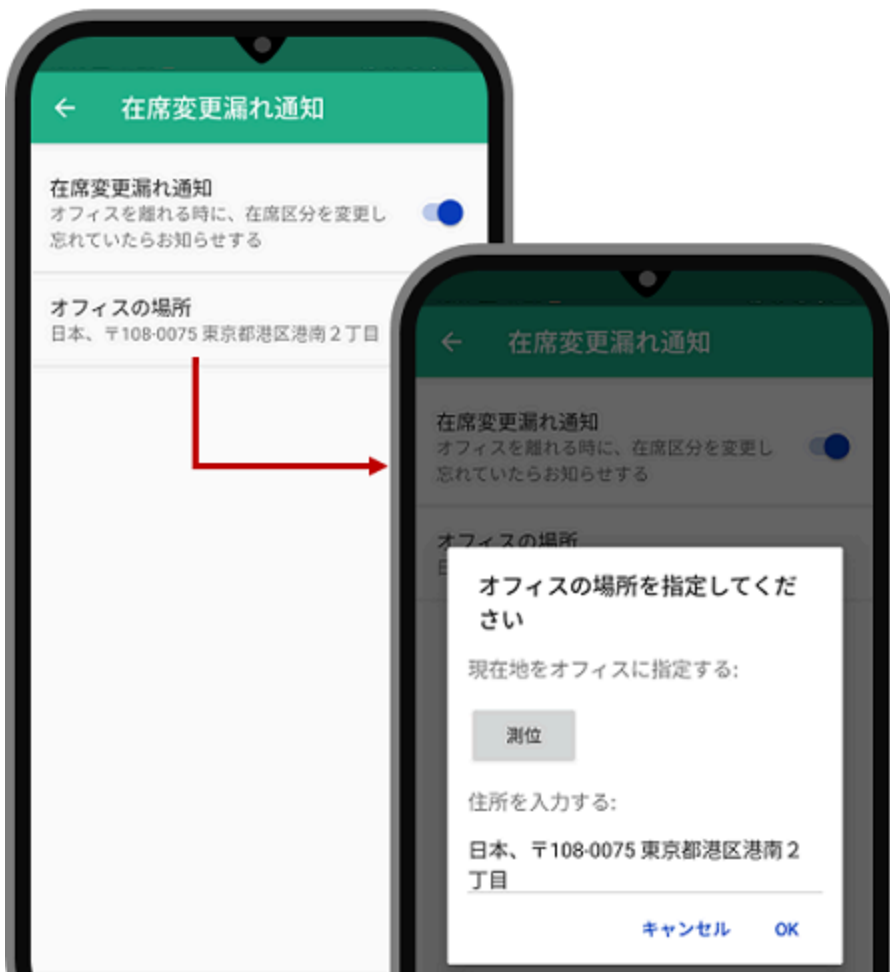 在席変更漏れ通知
在席変更漏れ通知
オフィスを離れる時に、在席区分を変更し
忘れていたらお知らせする
オフィスの場所
日本、〒108-0075 東京都港区港南２丁目
在席変更漏れ通知
在席変更漏れ通知
オフィスを離れる時に、在席区分を変更し
忘れていたらお知らせする
オフィスの場所
オフィスの場所を指定してくだ
さい
現在地をオフィスに指定する:
測位
住所を入力する:
日本、〒108-0075 東京都港区港南２
丁目
キャンセル OK